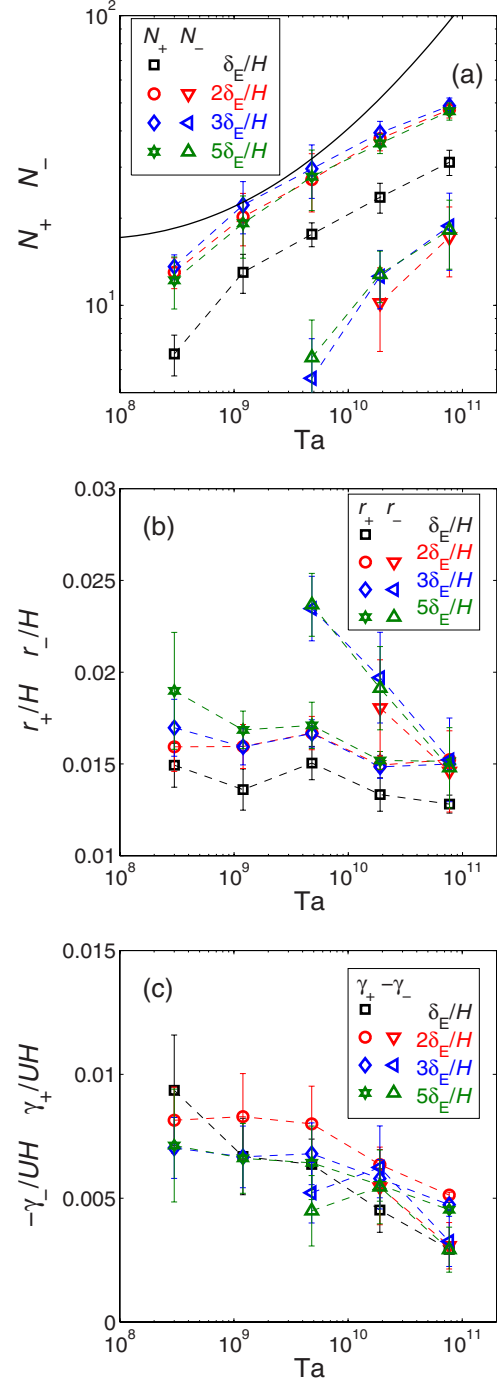 10²
N₊ N₋
δ_E/H
2δ_E/H
3δ_E/H
5δ_E/H
(a)
N₊ N₋
10¹
10⁸ 10⁹ 10¹⁰ 10¹¹
Ta
0.03
(b)
r₊ r₋
δ_E/H
2δ_E/H
3δ_E/H
5δ_E/H
0.025
r₊/H r₋/H
0.02
0.015
0.01
10⁸ 10⁹ 10¹⁰ 10¹¹
Ta
0.015
(c)
γ₊ −γ₋
δ_E/H
2δ_E/H
3δ_E/H
5δ_E/H
0.01
−γ₋/UH γ₊/UH
0.005
0
10⁸ 10⁹ 10¹⁰ 10¹¹
Ta